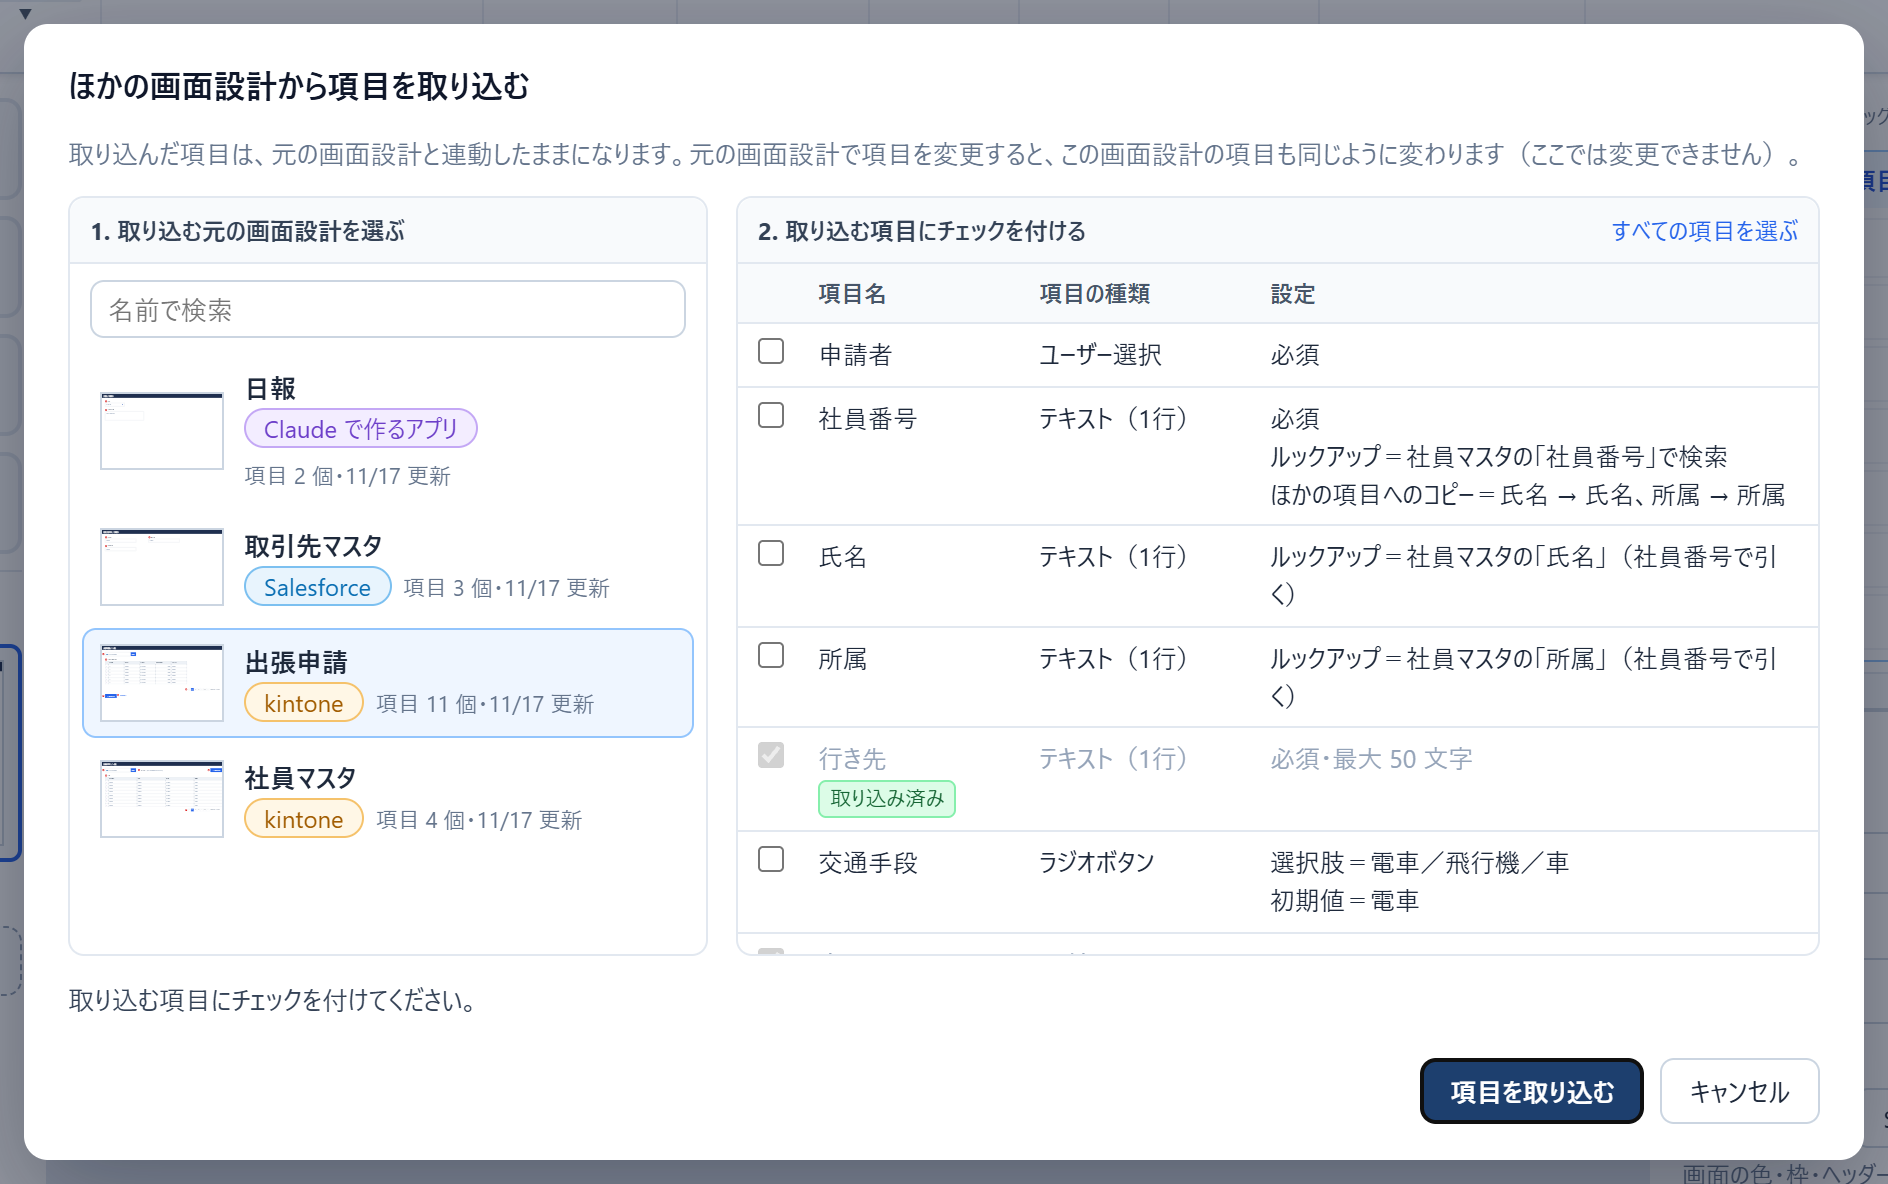 ▼
ほかの画面設計から項目を取り込む
取り込んだ項目は、元の画面設計と連動したままになります。元の画面設計で項目を変更すると、この画面設計の項目も同じように変わります（ここでは変更できません）。
1. 取り込む元の画面設計を選ぶ
名前で検索
日報
Claude で作るアプリ
項目 2 個・11/17 更新
取引先マスタ
Salesforce 項目 3 個・11/17 更新
出張申請
kintone 項目 11 個・11/17 更新
社員マスタ
kintone 項目 4 個・11/17 更新
2. 取り込む項目にチェックを付ける すべての項目を選ぶ
項目名 項目の種類 設定
申請者 ユーザー選択 必須
社員番号 テキスト（1行） 必須
ルックアップ＝社員マスタの「社員番号」で検索
ほかの項目へのコピー＝氏名 → 氏名、所属 → 所属
氏名 テキスト（1行） ルックアップ＝社員マスタの「氏名」（社員番号で引
く）
所属 テキスト（1行） ルックアップ＝社員マスタの「所属」（社員番号で引
く）
行き先 テキスト（1行） 必須・最大 50 文字
取り込み済み
交通手段 ラジオボタン 選択肢＝電車／飛行機／車
初期値＝電車
取り込む項目にチェックを付けてください。
項目を取り込む キャンセル
画面の色・枠・ヘッダー